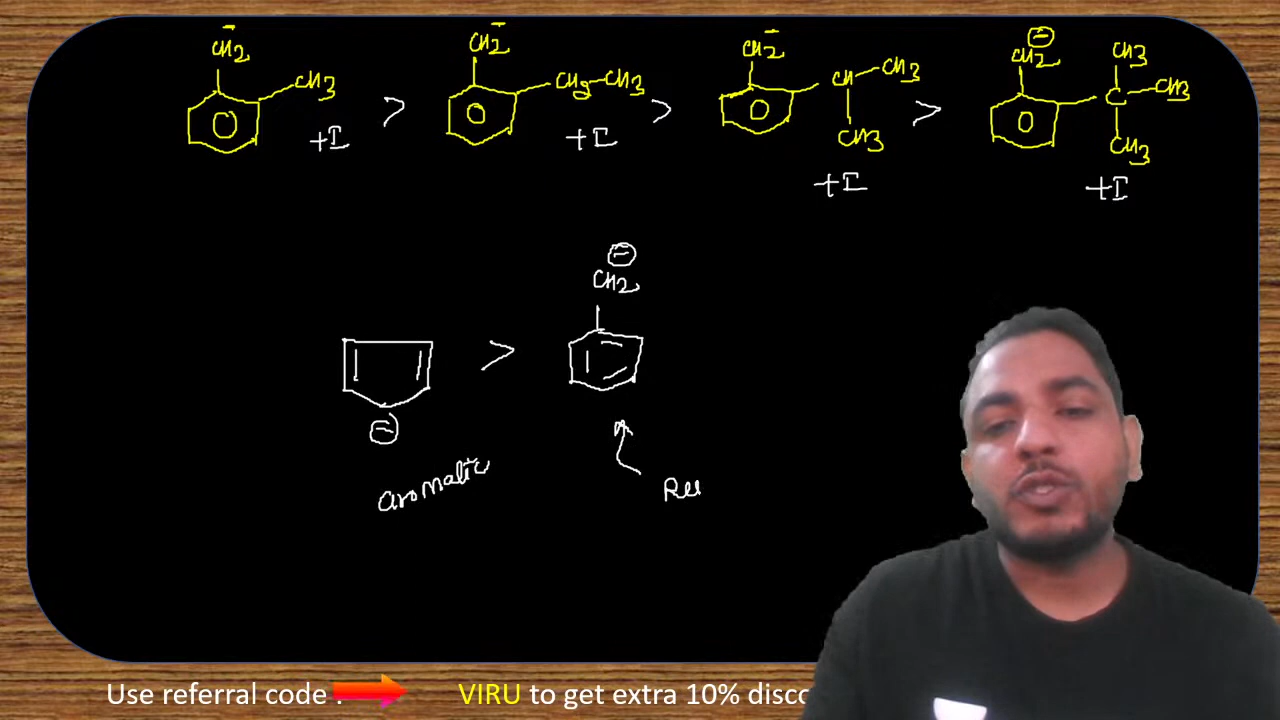 CH2⁻ CH2⁻ CH2⁻ CH2⊖ CH3
CH3 > CH2-CH3 > CH-CH3 > C-CH3
+I +I CH3 CH3
+I +I
⊖
CH2
>
⊖
aromatic Res
Use referral code : VIRU to get extra 10%